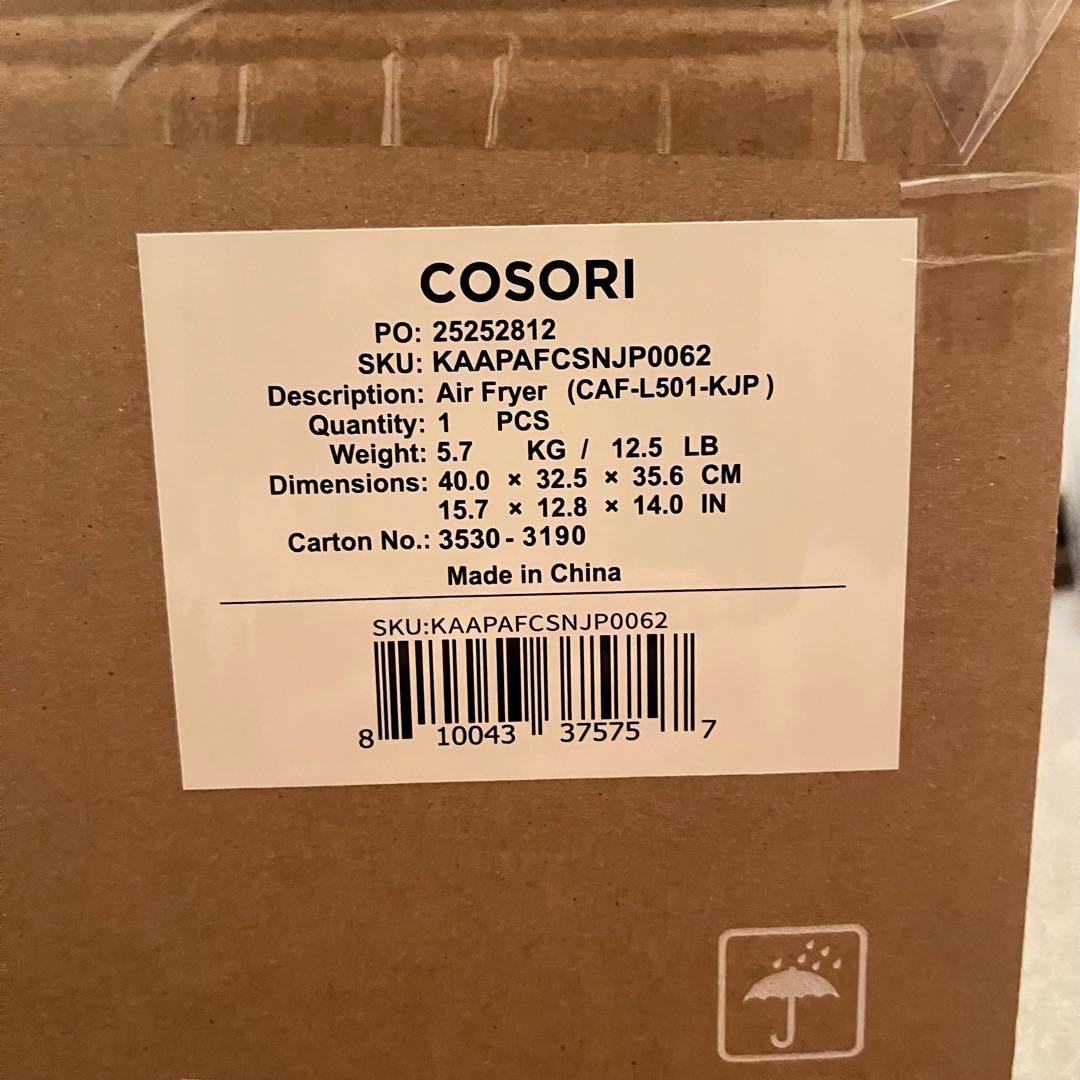 COSORI
PO: 25252812
SKU: KAAPAFCSNJP0062
Description: Air Fryer (CAF-L501-KJP )
Quantity: 1 PCS
Weight: 5.7 KG / 12.5 LB
Dimensions: 40.0 × 32.5 × 35.6 CM
15.7 × 12.8 × 14.0 IN
Carton No.: 3530 - 3190
Made in China
SKU:KAAPAFCSNJP0062
8 10043 37575 7